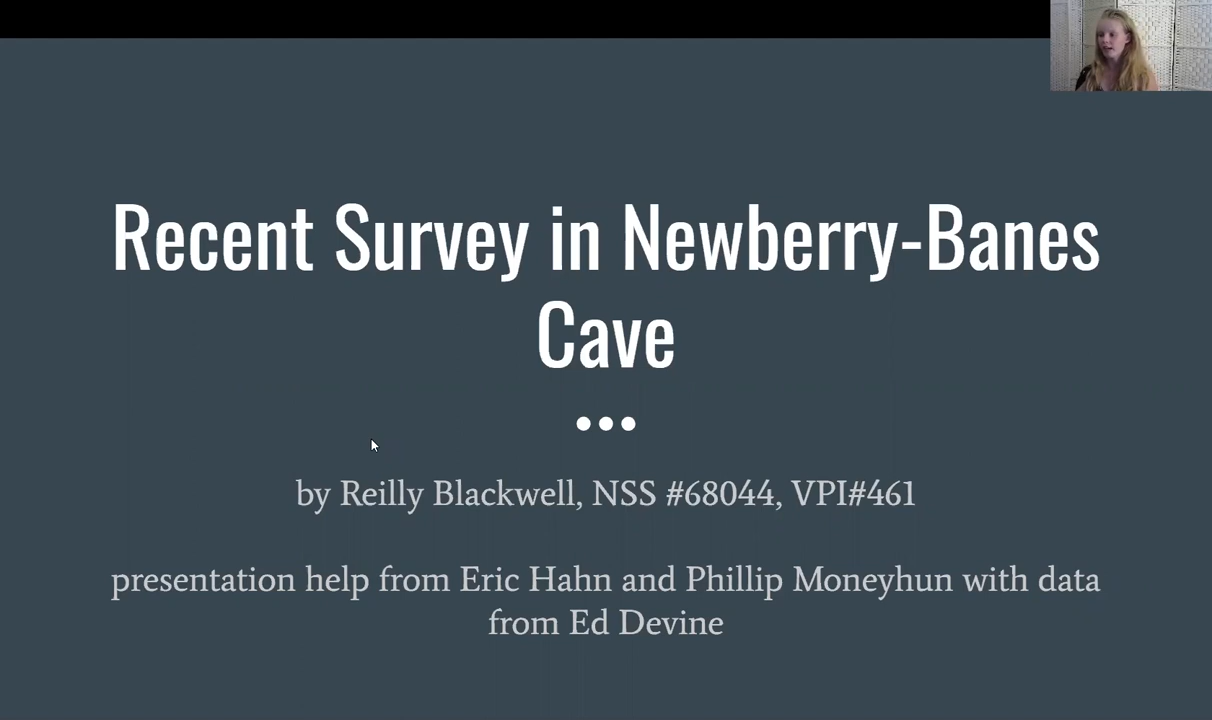 Recent Survey in Newberry-Banes
Cave
by Reilly Blackwell, NSS #68044, VPI#461
presentation help from Eric Hahn and Phillip Moneyhun with data
from Ed Devine